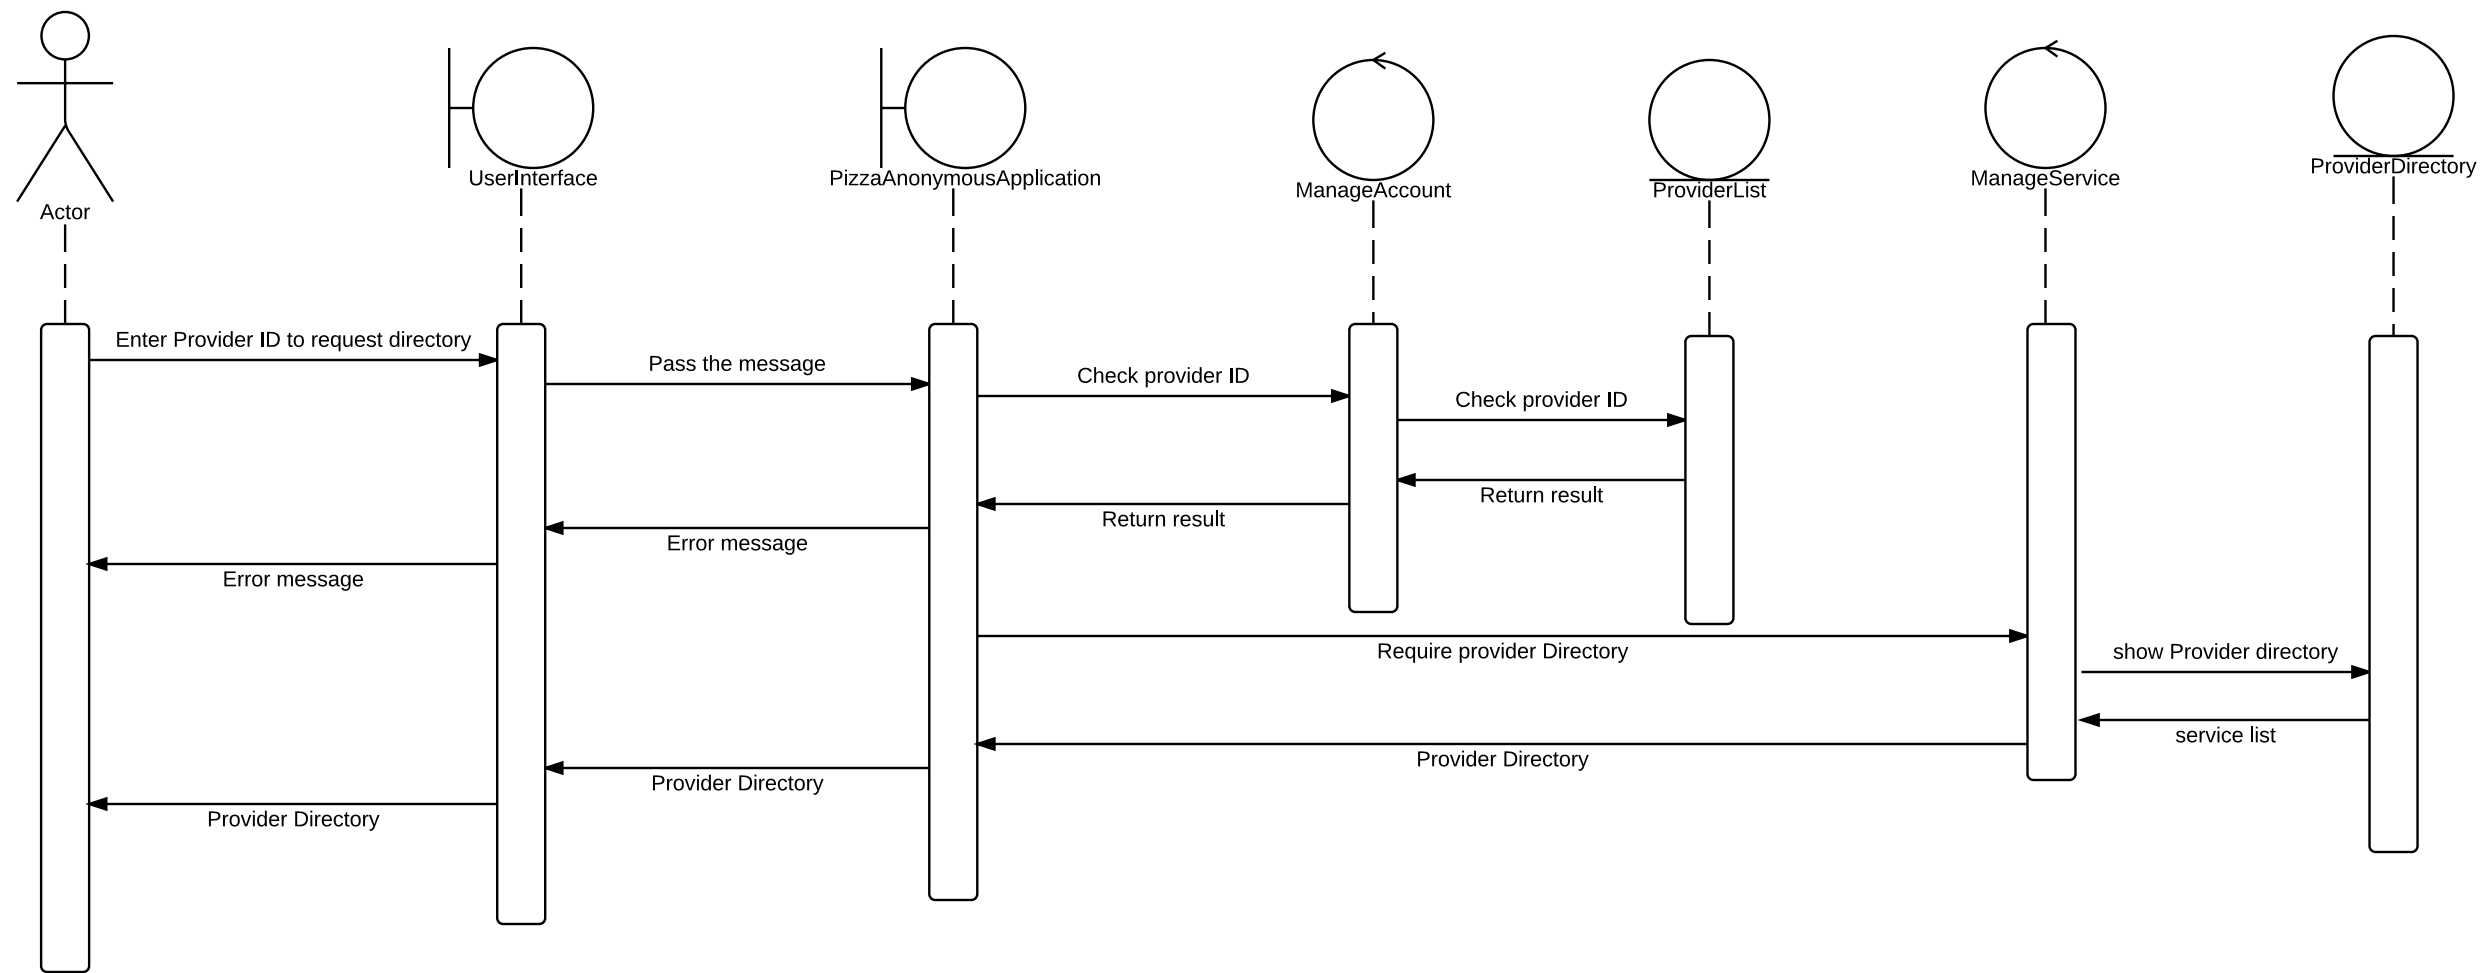 UserInterface
PizzaAnonymousApplication
ManageAccount
ProviderList
ManageService
ProviderDirectory
Actor
Enter Provider ID to request directory
Pass the message
Check provider ID
Check provider ID
Return result
Return result
Error message
Error message
Require provider Directory
show Provider directory
service list
Provider Directory
Provider Directory
Provider Directory